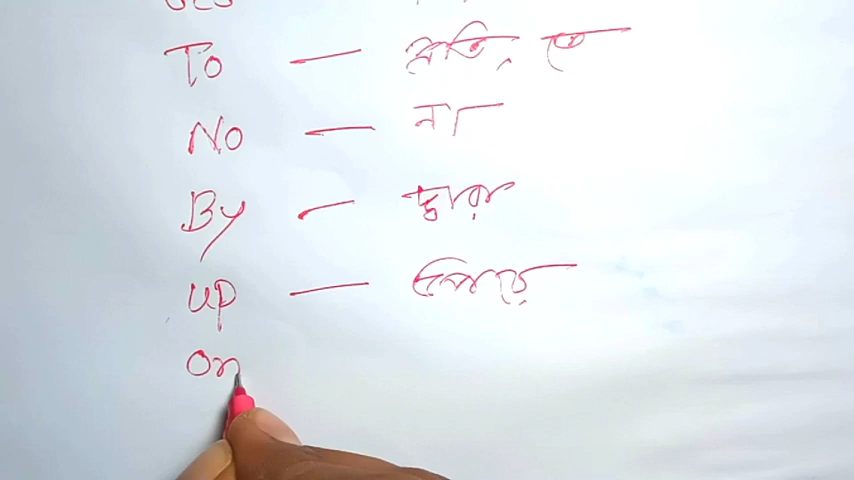 To — প্রতি, তে
No — না
By — দ্বারা
up — উপরে
on